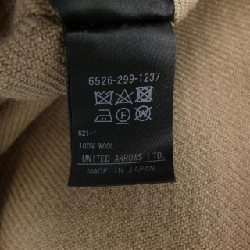 6526-299-1237
100% WOOL
UNITED ARROWS LTD.
MADE IN JAPAN